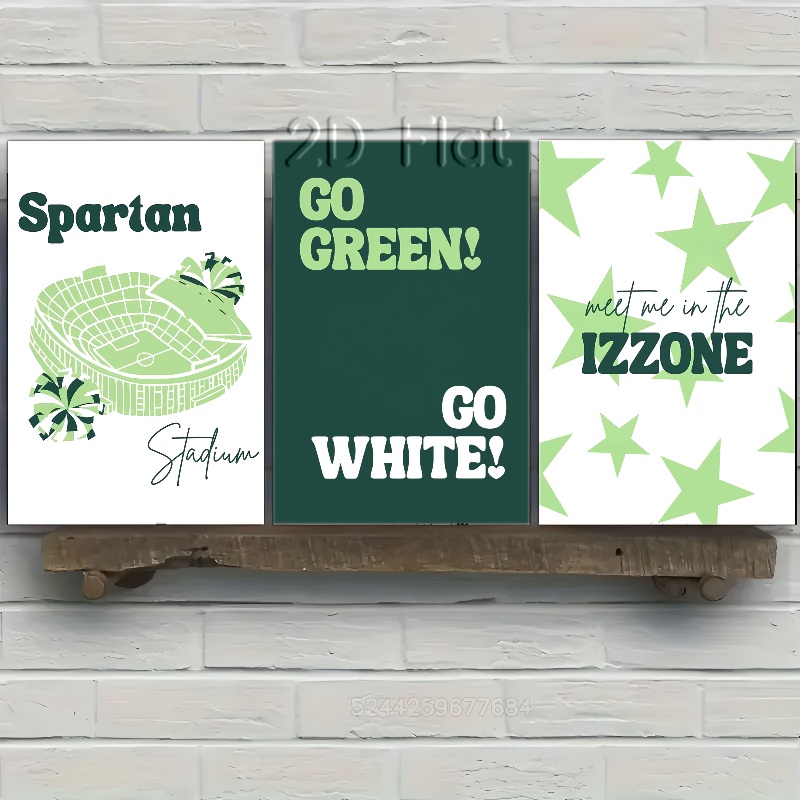 2D Flat
Spartan
Stadium
GO
GREEN!
GO
WHITE!
meet me in the
IZZONE
5244259677684